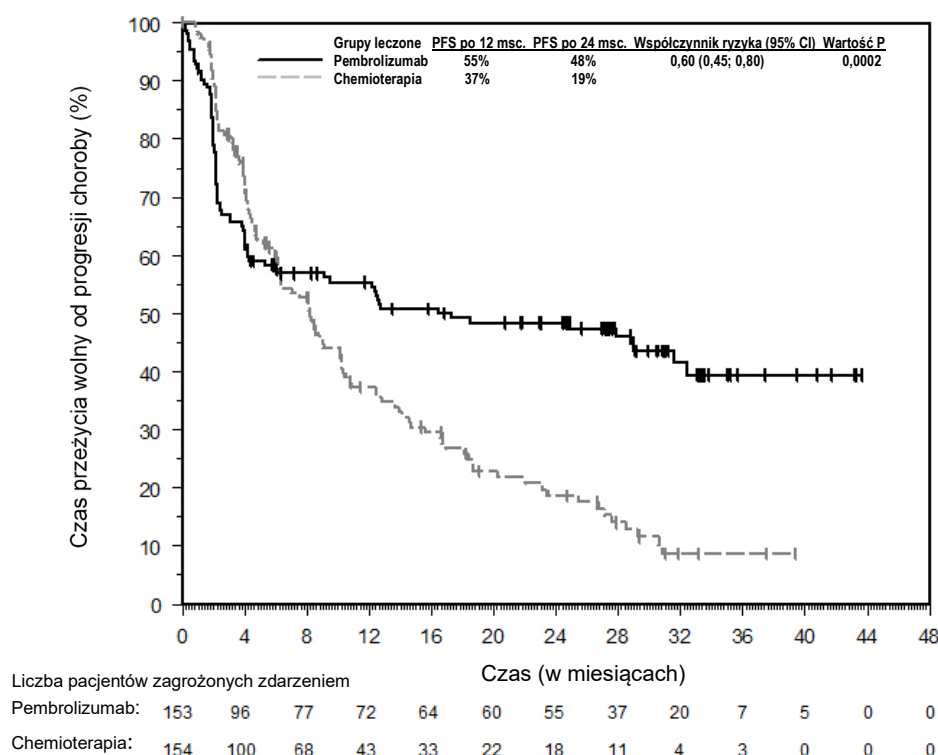 Grupy leczone PFS po 12 msc. PFS po 24 msc. Współczynnik ryzyka (95% CI) Wartość P
Pembrolizumab 55% 48% 0,60 (0,45; 0,80) 0,0002
Chemioterapia 37% 19%
Czas przeżycia wolny od progresji choroby (%)
100
90
80
70
60
50
40
30
20
10
0
0 4 8 12 16 20 24 28 32 36 40 44 48
Czas (w miesiącach)
Liczba pacjentów zagrożonych zdarzeniem
Pembrolizumab: 153 96 77 72 64 60 55 37 20 7 5 0 0
Chemioterapia: 154 100 68 43 33 22 18 11 4 3 0 0 0